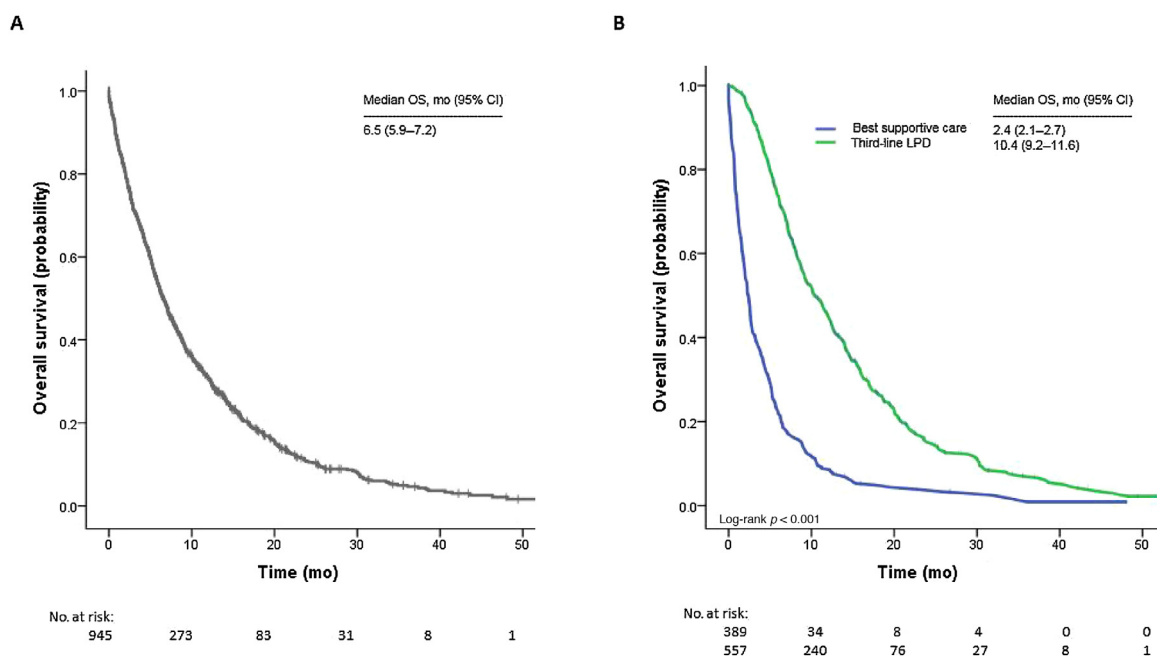 A
Median OS, mo (95% CI)
6.5 (5.9–7.2)
Overall survival (probability)
1.0
0.8
0.6
0.4
0.2
0.0
0 10 20 30 40 50
Time (mo)
No. at risk:
945 273 83 31 8 1
B
Median OS, mo (95% CI)
Best supportive care 2.4 (2.1–2.7)
Third-line LPD 10.4 (9.2–11.6)
Overall survival (probability)
1.0
0.8
0.6
0.4
0.2
0.0
Log-rank p < 0.001
0 10 20 30 40 50
Time (mo)
No. at risk:
389 34 8 4 0 0
557 240 76 27 8 1